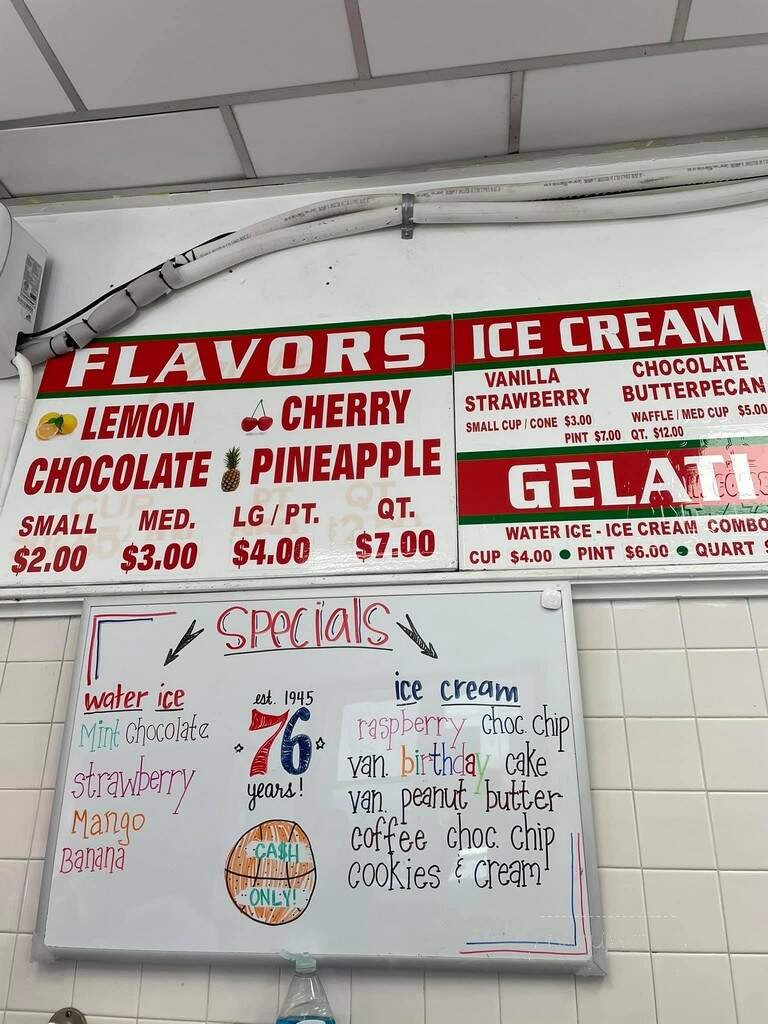 FLAVORS
LEMON CHERRY
CHOCOLATE PINEAPPLE
SMALL MED. LG / PT. QT.
$2.00 $3.00 $4.00 $7.00
ICE CREAM
VANILLA CHOCOLATE
STRAWBERRY BUTTERPECAN
SMALL CUP / CONE $3.00 WAFFLE / MED CUP $5.00
PINT $7.00 QT. $12.00
GELATI
WATER ICE - ICE CREAM COMBO
CUP $4.00 ● PINT $6.00 ● QUART
Specials
water ice
Mint Chocolate
strawberry
Mango
Banana
est. 1945
76
years!
CA$H
ONLY!
ice cream
raspberry choc. chip
van. birthday cake
van. peanut butter
coffee choc. chip
cookies & cream